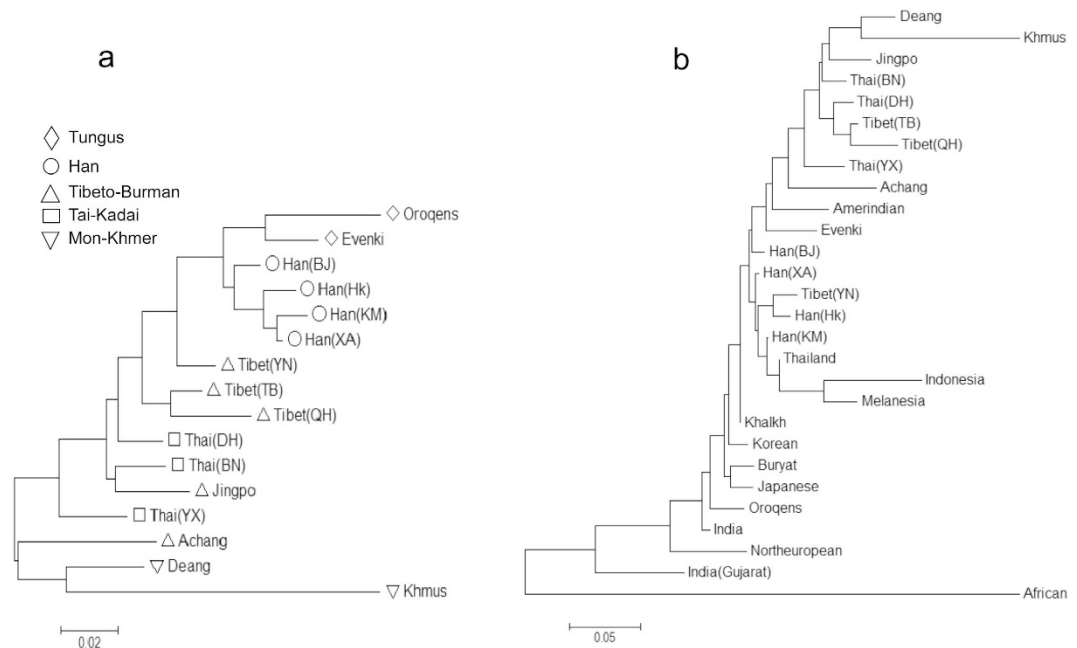 a
Tungus
Han
Tibeto-Burman
Tai-Kadai
Mon-Khmer
Oroqens
Evenki
Han(BJ)
Han(Hk)
Han(KM)
Han(XA)
Tibet(YN)
Tibet(TB)
Tibet(QH)
Thai(DH)
Thai(BN)
Jingpo
Thai(YX)
Achang
Deang
Khmus
0.02
b
Deang
Khmus
Jingpo
Thai(BN)
Thai(DH)
Tibet(TB)
Tibet(QH)
Thai(YX)
Achang
Amerindian
Evenki
Han(BJ)
Han(XA)
Tibet(YN)
Han(Hk)
Han(KM)
Thailand
Indonesia
Melanesia
Khalkh
Korean
Buryat
Japanese
Oroqens
India
Northeuropean
India(Gujarat)
African
0.05